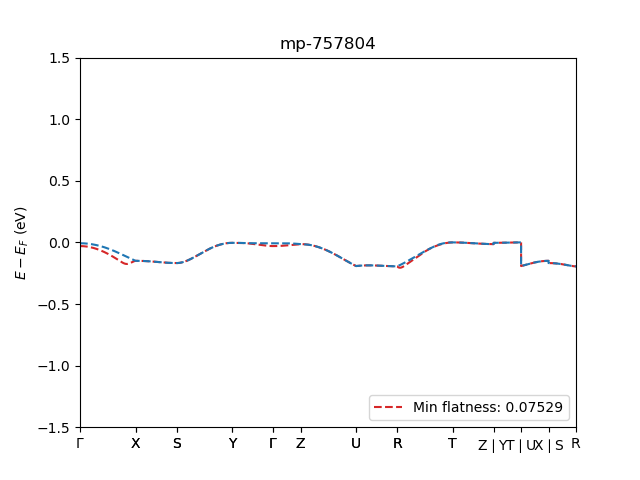 mp-757804
1.5
1.0
0.5
0.0
−0.5
−1.0
−1.5
E − E_F (eV)
Min flatness: 0.07529
Γ X S Y Γ Z U R T Z | YT | UX | S R